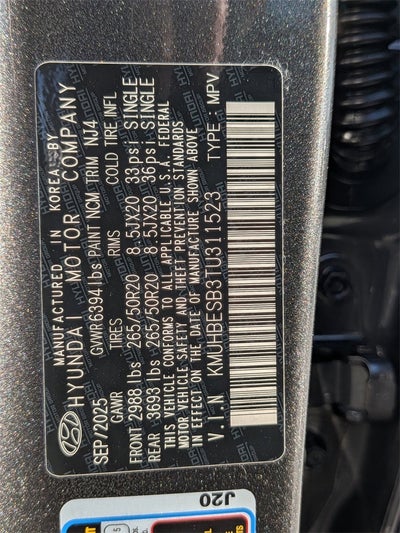 MANUFACTURED IN KOREA BY
HYUNDAI MOTOR COMPANY
SEP/2025 GVWR6394 lbs PAINT NCM TRIM NJ4
GAWR TIRES RIMS COLD TIRE INFL
FRONT 2988 lbs 265/50R20 8.5JX20 33psi SINGLE
REAR 3693 lbs 265/50R20 8.5JX20 36psi SINGLE
THIS VEHICLE CONFORMS TO ALL APPLICABLE U.S.A. FEDERAL
MOTOR VEHICLE SAFETY AND THEFT PREVENTION STANDARDS
IN EFFECT ON THE DATE OF MANUFACTURE SHOWN ABOVE
V.I.N KMUHBESB3TU311523 TYPE MPV
J20